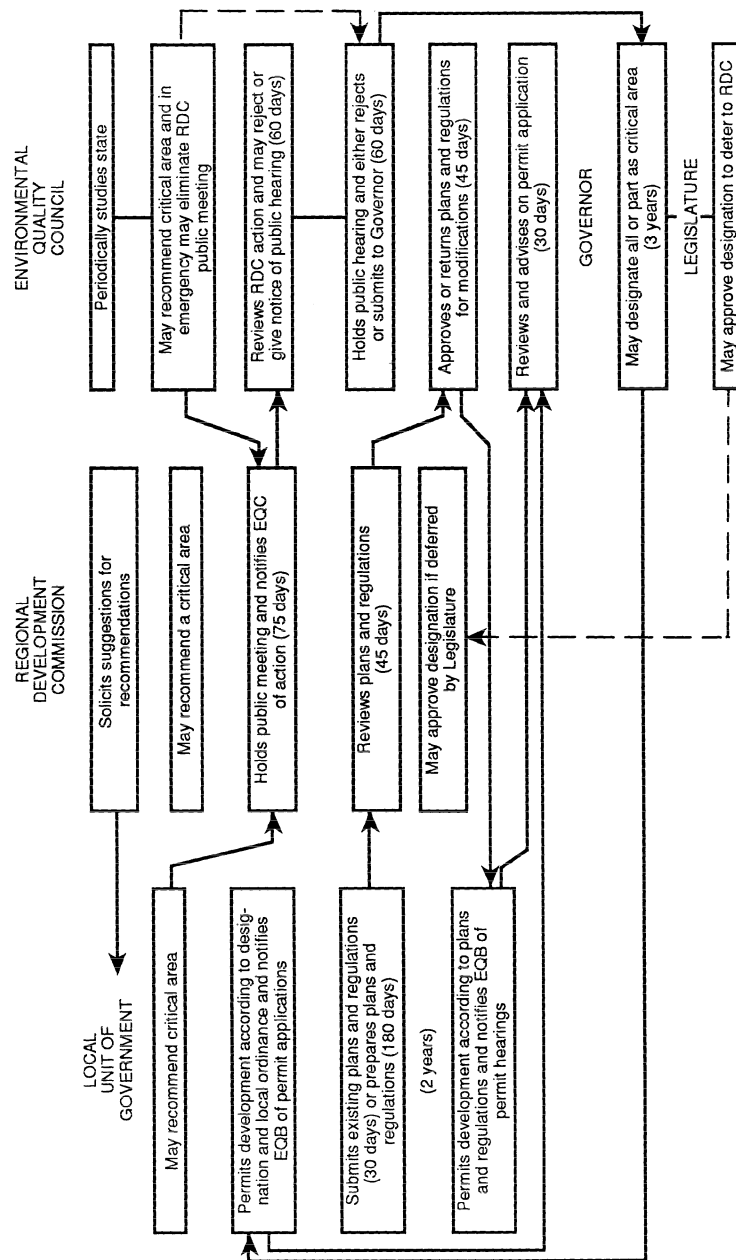 LOCAL
UNIT OF
GOVERNMENT
May recommend critical area
Permits development according to desig-
nation and local ordinance and notifies
EQB of permit applications
Submits existing plans and regulations
(30 days) or prepares plans and
regulations (180 days)
(2 years)
Permits development according to plans
and regulations and notifies EQB of
permit hearings
REGIONAL
DEVELOPMENT
COMMISSION
Solicits suggestions for
recommendations
May recommend a critical area
Holds public meeting and notifies EQC
of action (75 days)
Reviews plans and regulations
(45 days)
May approve designation if deferred
by Legislature
ENVIRONMENTAL
QUALITY
COUNCIL
Periodically studies state
May recommend critical area and in
emergency may eliminate RDC
public meeting
Reviews RDC action and may reject or
give notice of public hearing (60 days)
Holds public hearing and either rejects
or submits to Governor (60 days)
Approves or returns plans and regulations
for modifications (45 days)
Reviews and advises on permit application
(30 days)
GOVERNOR
May designate all or part as critical area
(3 years)
LEGISLATURE
May approve designation to deter to RDC